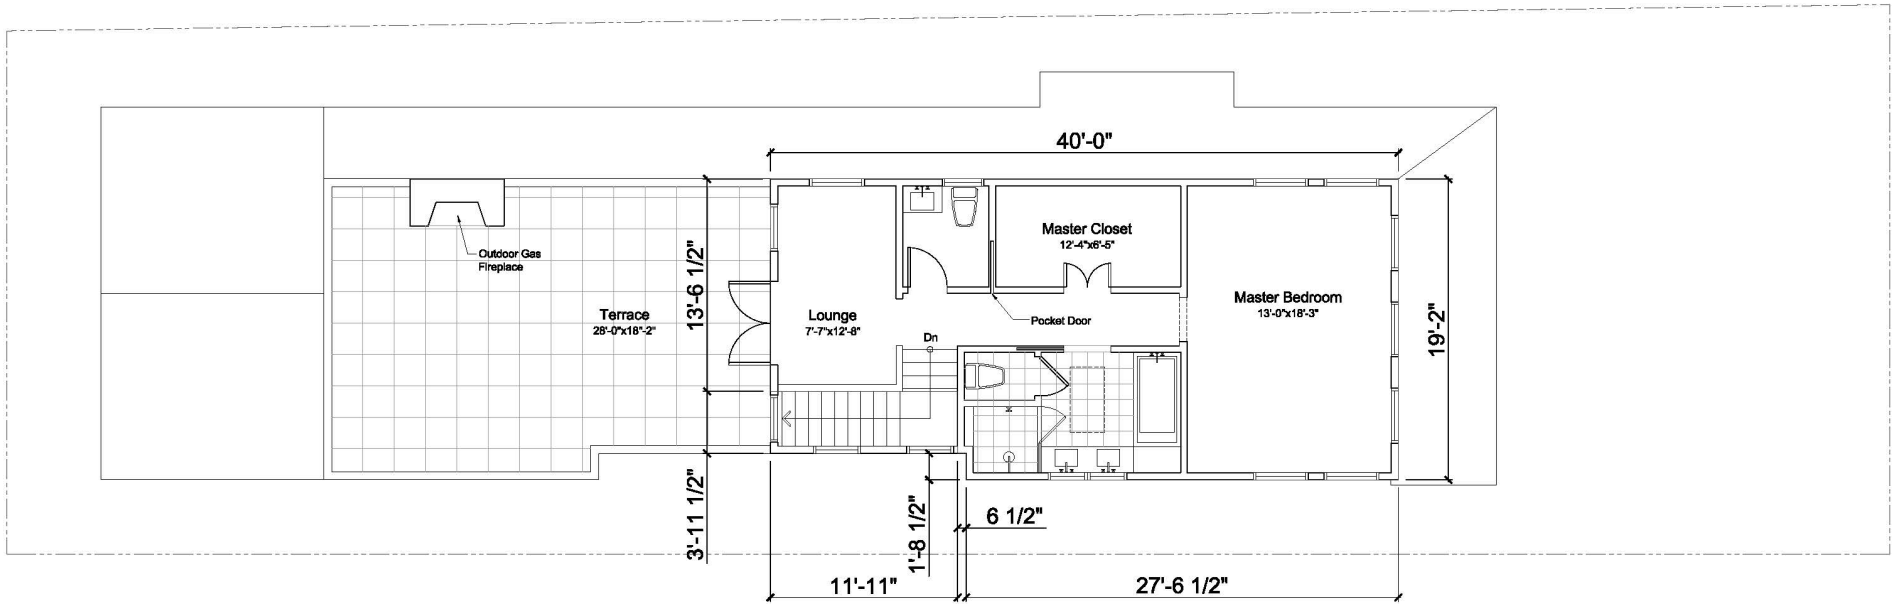 40'-0"
Outdoor Gas
Fireplace
Terrace
28'-0"x18"-2"
13'-6 1/2"
Lounge
7'-7"x12'-8"
Dn
Master Closet
12'-4"x6'-5"
Pocket Door
Master Bedroom
13'-0"x18'-3"
19'-2"
3'-11 1/2"
1'-8 1/2"
6 1/2"
11'-11"
27'-6 1/2"